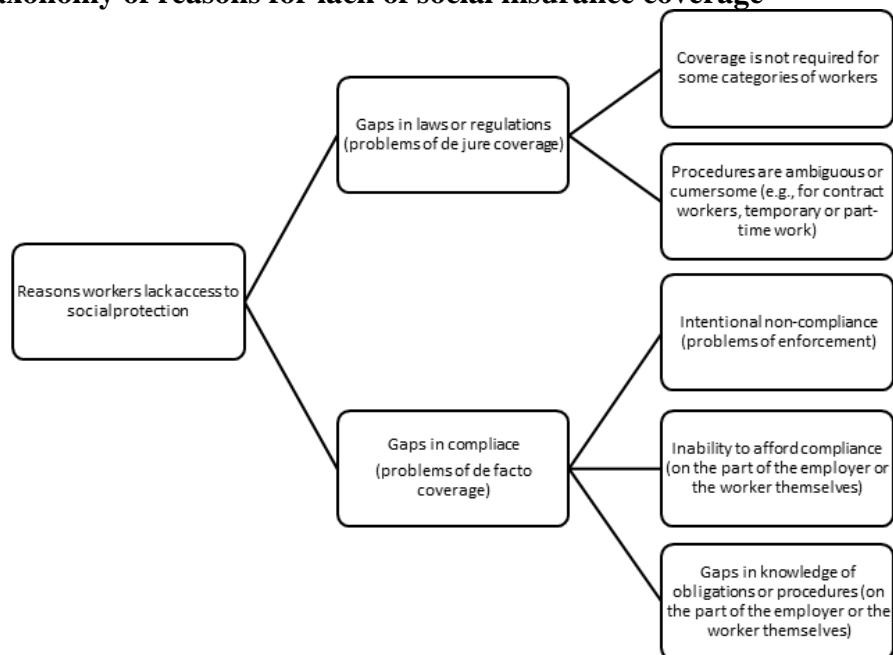 axonomy of reasons for lack of social insurance coverage
Coverage is not required for
some categories of workers
Gaps in laws or regulations
(problems of de jure coverage)
Procedures are ambiguous or
cumersome (e.g., for contract
workers, temporary or part-
time work)
Reasons workers lack access to
social protection
Intentional non-compliance
(problems of enforcement)
Gaps in compliace
(problems of de facto
coverage)
Inability to afford compliance
(on the part of the employer or
the worker themselves)
Gaps in knowledge of
obligations or procedures (on
the part of the employer or the
worker themselves)